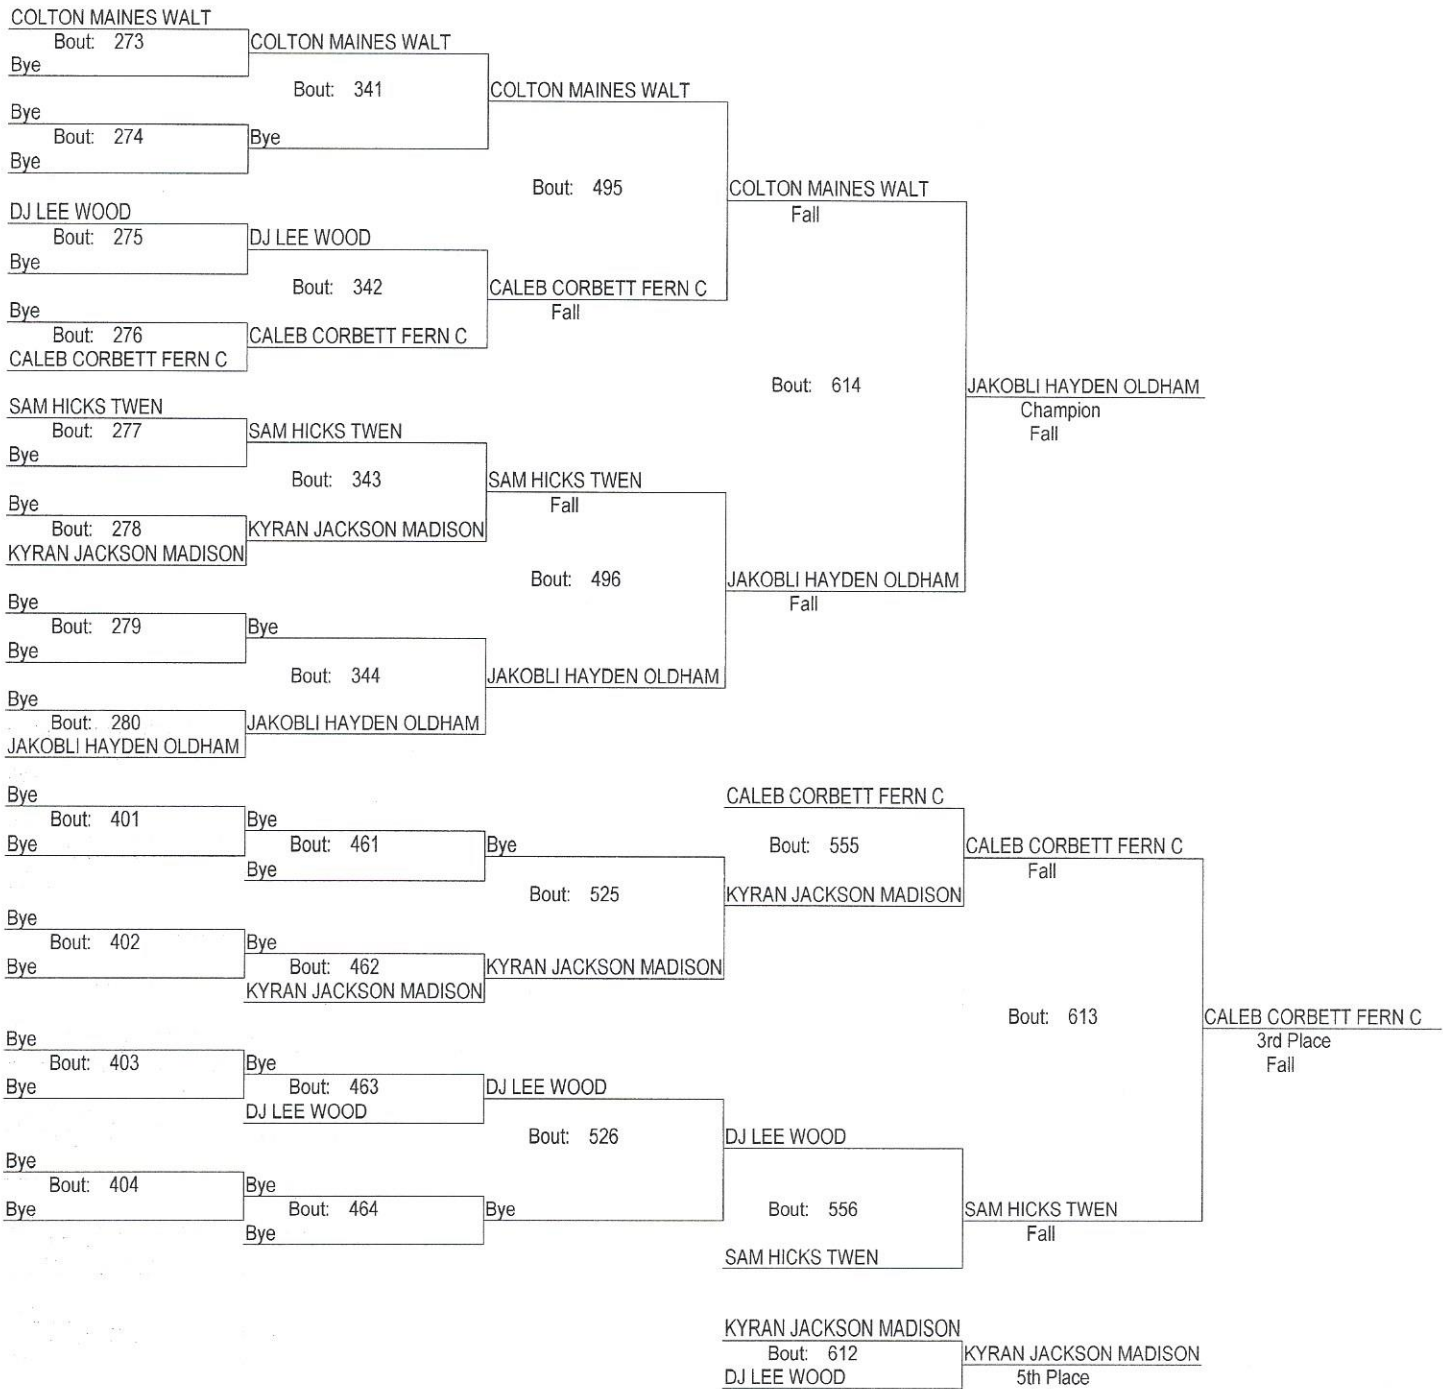 COLTON MAINES WALT
Bout: 273
COLTON MAINES WALT
Bye
Bout: 341
COLTON MAINES WALT
Bye
Bout: 274
Bye
Bye
Bout: 495
COLTON MAINES WALT
Fall
DJ LEE WOOD
Bout: 275
DJ LEE WOOD
Bye
Bout: 342
CALEB CORBETT FERN C
Fall
Bye
Bout: 276
CALEB CORBETT FERN C
CALEB CORBETT FERN C
Bout: 614
JAKOBLI HAYDEN OLDHAM
Champion
Fall
SAM HICKS TWEN
Bout: 277
SAM HICKS TWEN
Bye
Bout: 343
SAM HICKS TWEN
Fall
Bye
Bout: 278
KYRAN JACKSON MADISON
KYRAN JACKSON MADISON
Bout: 496
JAKOBLI HAYDEN OLDHAM
Fall
Bye
Bout: 279
Bye
Bye
Bout: 344
JAKOBLI HAYDEN OLDHAM
Bye
Bout: 280
JAKOBLI HAYDEN OLDHAM
JAKOBLI HAYDEN OLDHAM
Bye
Bout: 401
Bye
Bye
Bout: 461
Bye
Bye
CALEB CORBETT FERN C
Bout: 555
CALEB CORBETT FERN C
Fall
Bout: 525
KYRAN JACKSON MADISON
Bye
Bout: 402
Bye
Bye
Bout: 462
KYRAN JACKSON MADISON
KYRAN JACKSON MADISON
Bout: 613
CALEB CORBETT FERN C
3rd Place
Fall
Bye
Bout: 403
Bye
Bye
Bout: 463
DJ LEE WOOD
DJ LEE WOOD
Bout: 526
DJ LEE WOOD
Bye
Bout: 404
Bye
Bye
Bout: 464
Bye
Bye
Bout: 556
SAM HICKS TWEN
Fall
SAM HICKS TWEN
KYRAN JACKSON MADISON
Bout: 612
KYRAN JACKSON MADISON
DJ LEE WOOD
5th Place